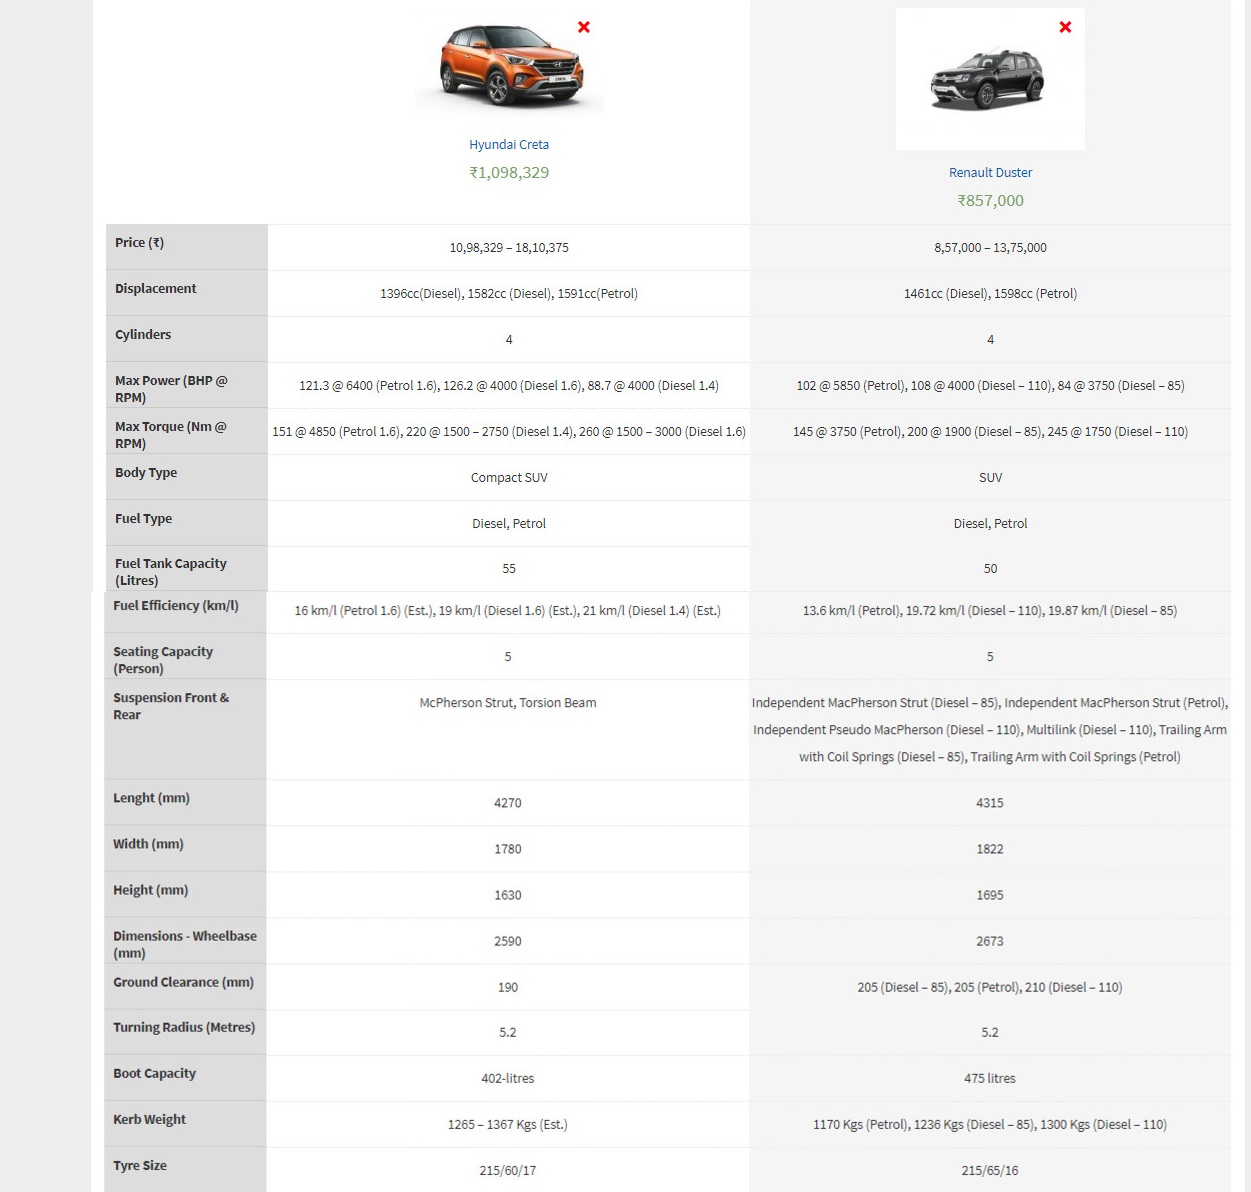 Hyundai Creta
₹1,098,329
Renault Duster
₹857,000
Price (₹) 10,98,329 – 18,10,375 8,57,000 – 13,75,000
Displacement 1396cc(Diesel), 1582cc (Diesel), 1591cc(Petrol) 1461cc (Diesel), 1598cc (Petrol)
Cylinders 4 4
Max Power (BHP @
RPM) 121.3 @ 6400 (Petrol 1.6), 126.2 @ 4000 (Diesel 1.6), 88.7 @ 4000 (Diesel 1.4) 102 @ 5850 (Petrol), 108 @ 4000 (Diesel – 110), 84 @ 3750 (Diesel – 85)
Max Torque (Nm @
RPM) 151 @ 4850 (Petrol 1.6), 220 @ 1500 – 2750 (Diesel 1.4), 260 @ 1500 – 3000 (Diesel 1.6) 145 @ 3750 (Petrol), 200 @ 1900 (Diesel – 85), 245 @ 1750 (Diesel – 110)
Body Type Compact SUV SUV
Fuel Type Diesel, Petrol Diesel, Petrol
Fuel Tank Capacity
(Litres) 55 50
Fuel Efficiency (km/l) 16 km/l (Petrol 1.6) (Est.), 19 km/l (Diesel 1.6) (Est.), 21 km/l (Diesel 1.4) (Est.) 13.6 km/l (Petrol), 19.72 km/l (Diesel – 110), 19.87 km/l (Diesel – 85)
Seating Capacity
(Person) 5 5
Suspension Front &
Rear McPherson Strut, Torsion Beam Independent MacPherson Strut (Diesel – 85), Independent MacPherson Strut (Petrol),
Independent Pseudo MacPherson (Diesel – 110), Multilink (Diesel – 110), Trailing Arm
with Coil Springs (Diesel – 85), Trailing Arm with Coil Springs (Petrol)
Lenght (mm) 4270 4315
Width (mm) 1780 1822
Height (mm) 1630 1695
Dimensions - Wheelbase
(mm) 2590 2673
Ground Clearance (mm) 190 205 (Diesel – 85), 205 (Petrol), 210 (Diesel – 110)
Turning Radius (Metres) 5.2 5.2
Boot Capacity 402-litres 475 litres
Kerb Weight 1265 – 1367 Kgs (Est.) 1170 Kgs (Petrol), 1236 Kgs (Diesel – 85), 1300 Kgs (Diesel – 110)
Tyre Size 215/60/17 215/65/16